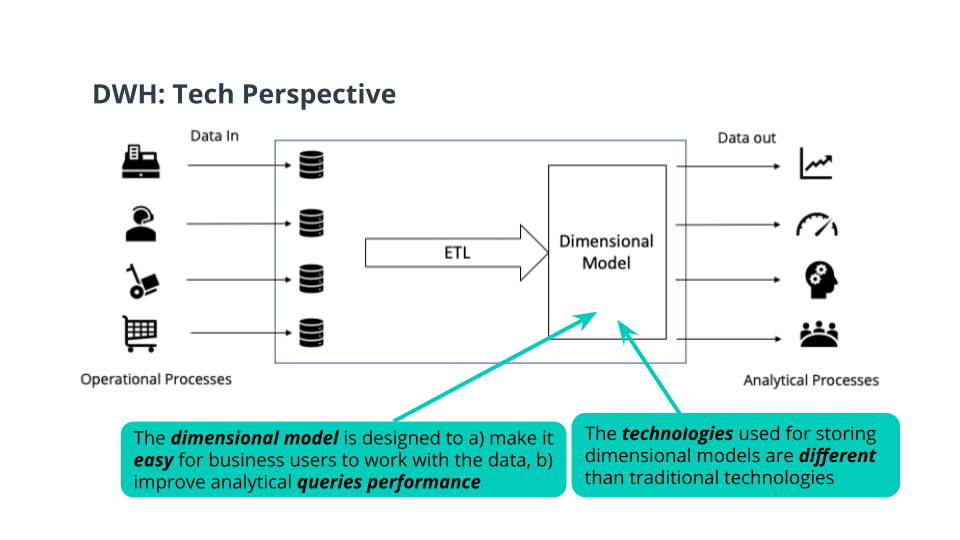 DWH: Tech Perspective
Data In
Data out
ETL
Dimensional
Model
Operational Processes
Analytical Processes
The dimensional model is designed to a) make it
easy for business users to work with the data, b)
improve analytical queries performance
The technologies used for storing
dimensional models are different
than traditional technologies